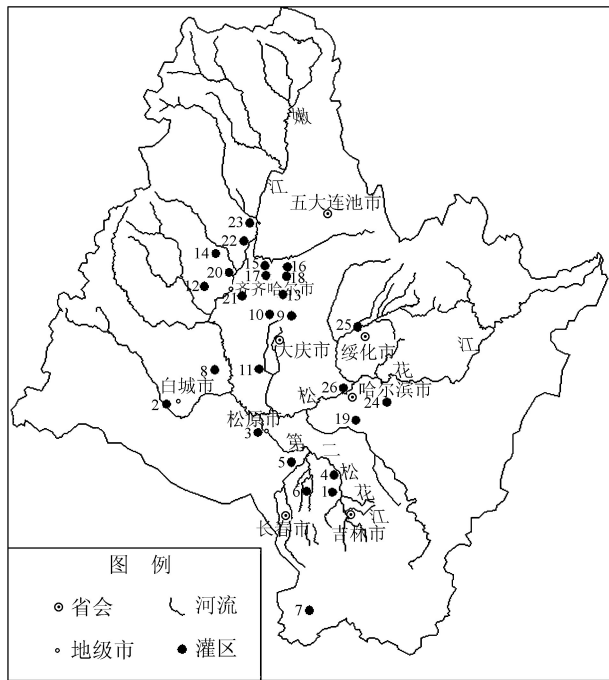 嫩
江
五大连池市
23
22
14
15
16
17
18
20
12
齐齐哈尔市
21
13
10
9
25
大庆市
绥化市
江
8
11
花
白城市
26
松
哈尔滨市
2
24
19
松原市
3
第
二
5
4
松
6
1
花
长春市
江
吉林市
7
图 例
省会
河流
地级市
灌区